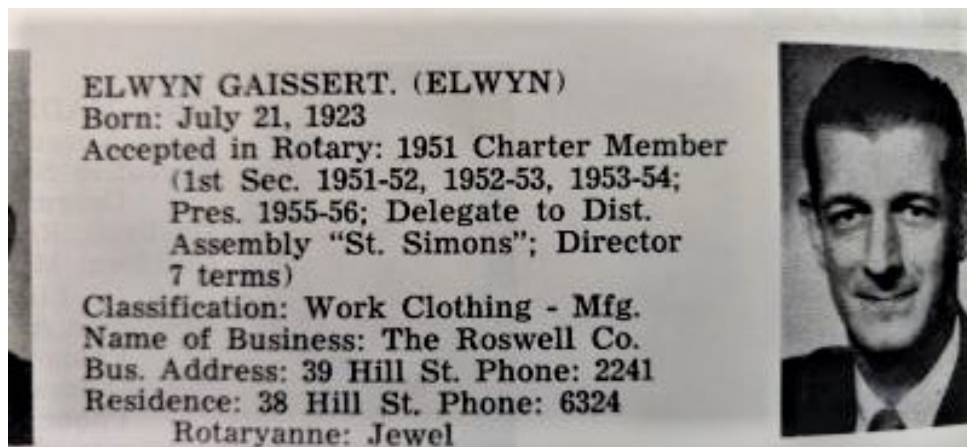 ELWYN GAISSERT. (ELWYN)
Born: July 21, 1923
Accepted in Rotary: 1951 Charter Member
(1st Sec. 1951-52, 1952-53, 1953-54;
Pres. 1955-56; Delegate to Dist.
Assembly “St. Simons”; Director
7 terms)
Classification: Work Clothing - Mfg.
Name of Business: The Roswell Co.
Bus. Address: 39 Hill St. Phone: 2241
Residence: 38 Hill St. Phone: 6324
Rotaryanne: Jewel